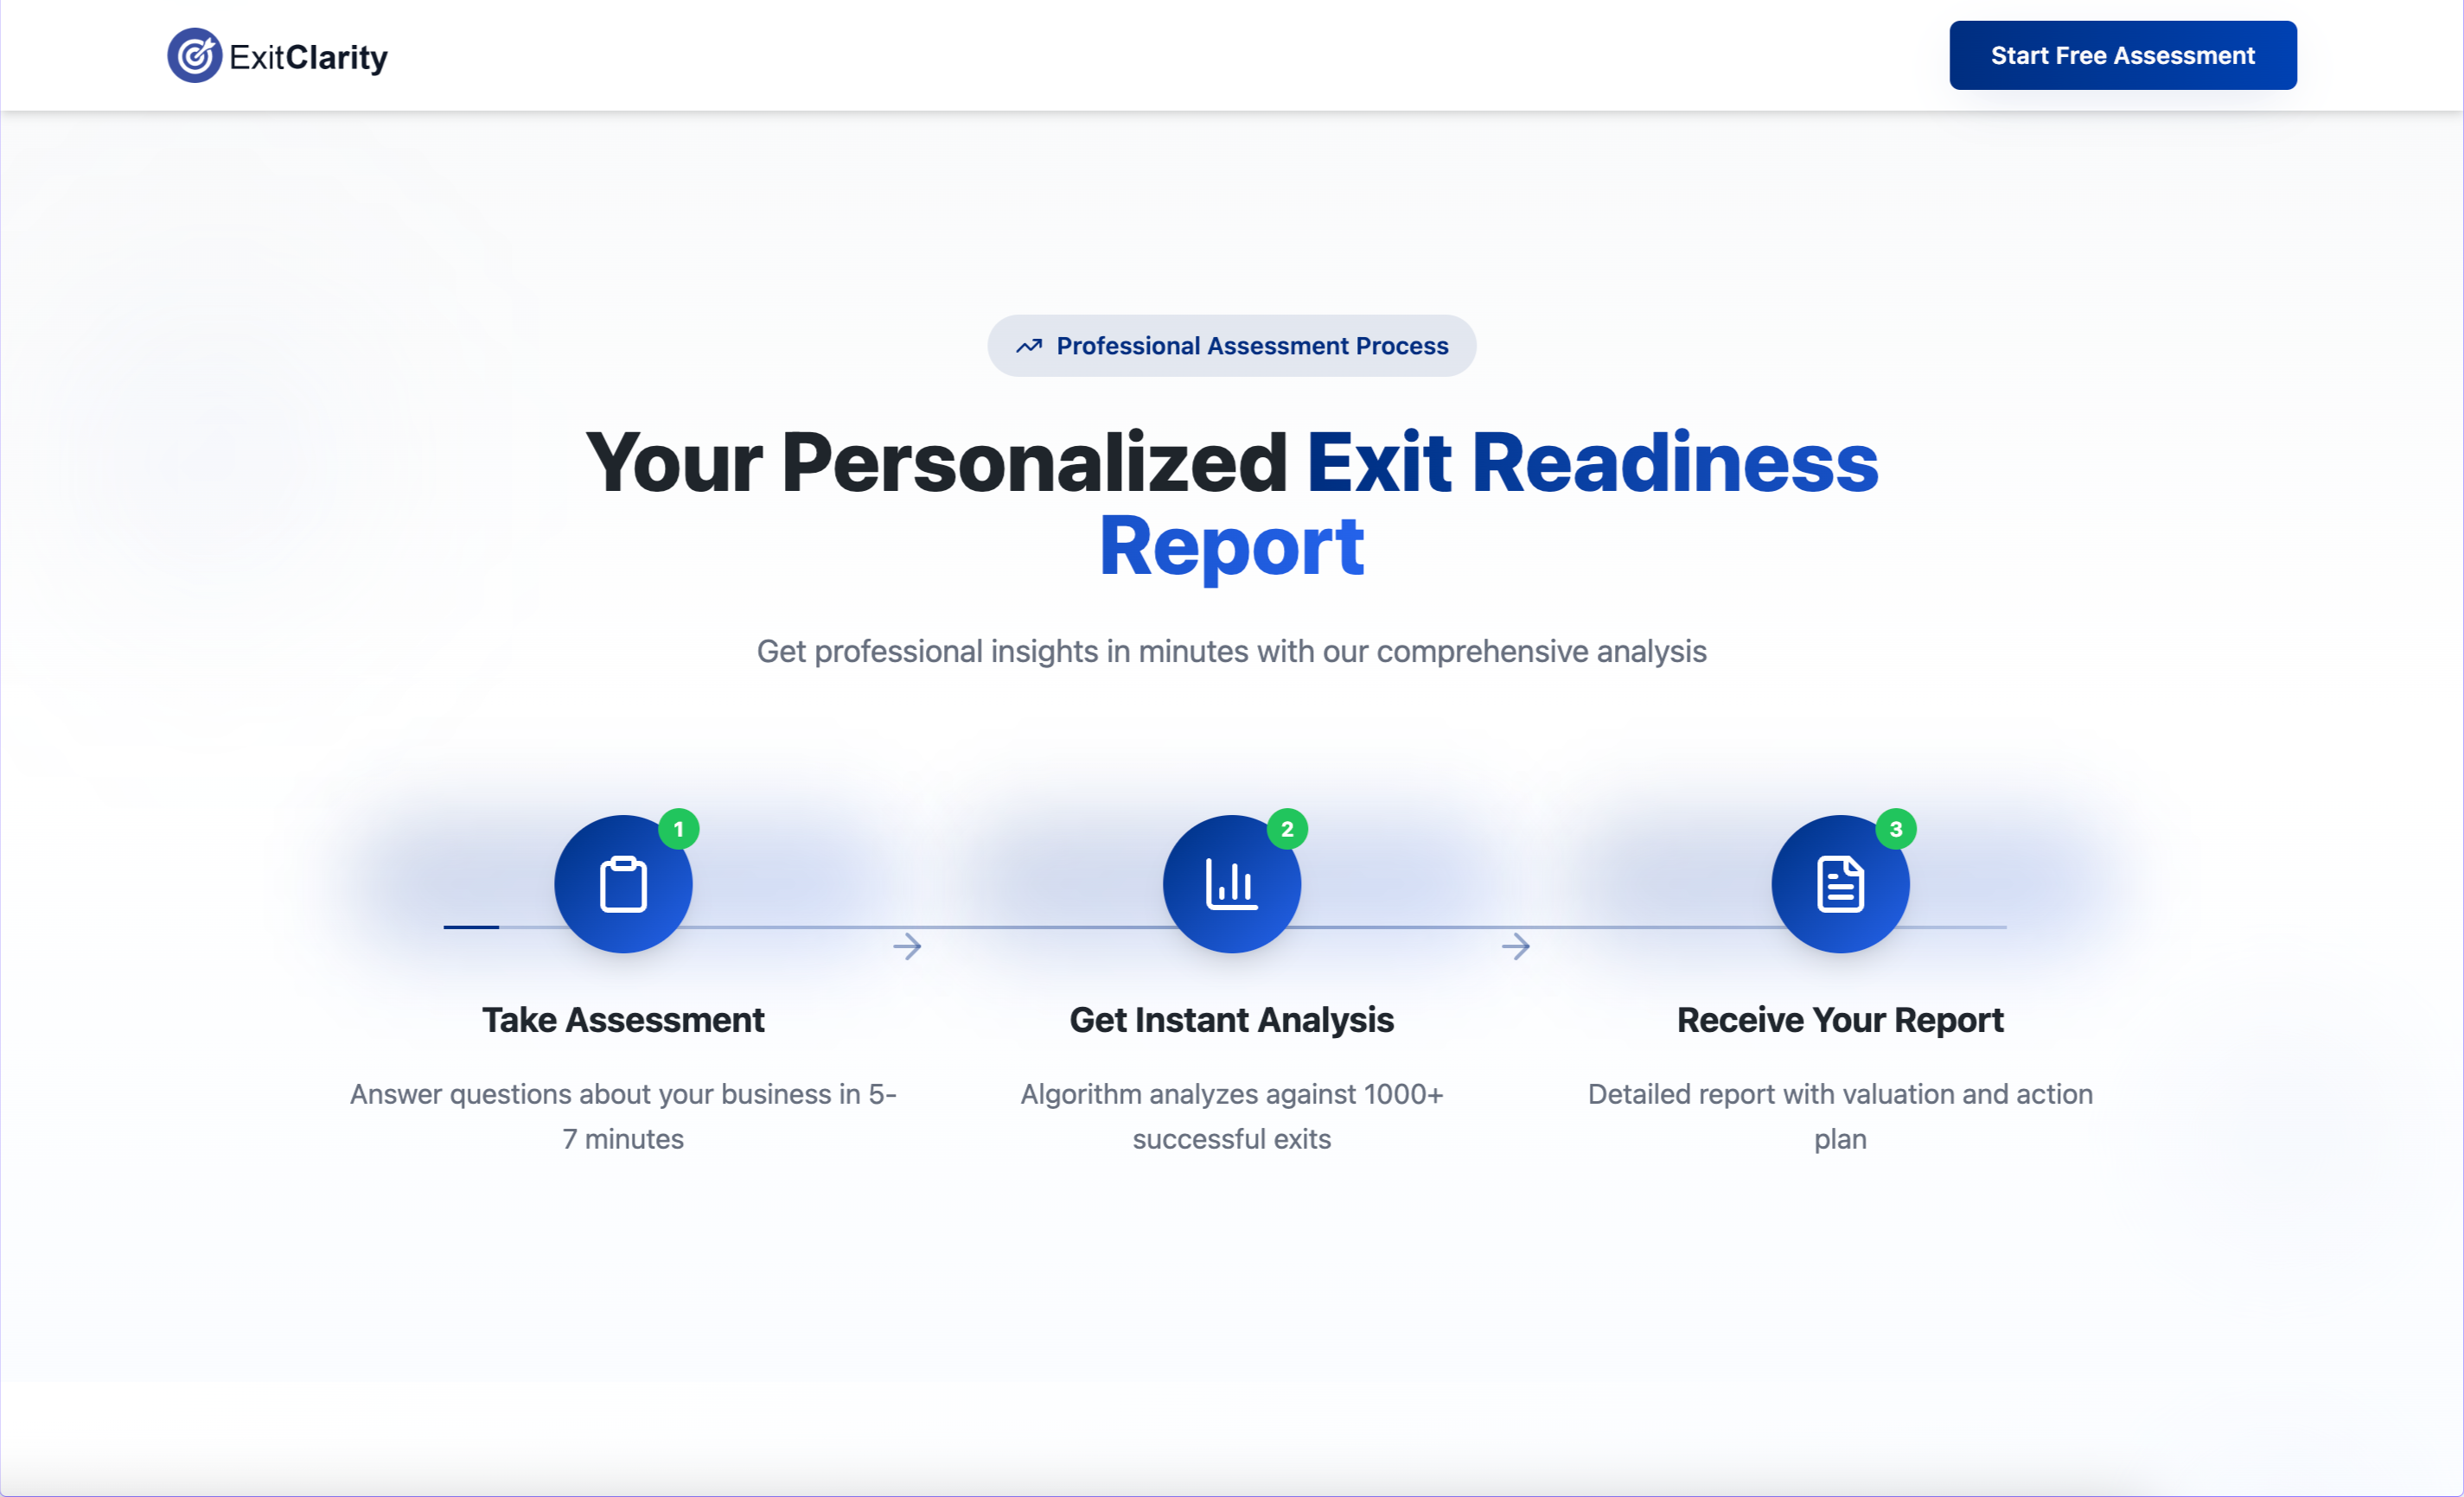 ExitClarity
Start Free Assessment
Professional Assessment Process
Your Personalized Exit Readiness
Report
Get professional insights in minutes with our comprehensive analysis
1
2
3
Take Assessment
Get Instant Analysis
Receive Your Report
Answer questions about your business in 5-
7 minutes
Algorithm analyzes against 1000+
successful exits
Detailed report with valuation and action
plan